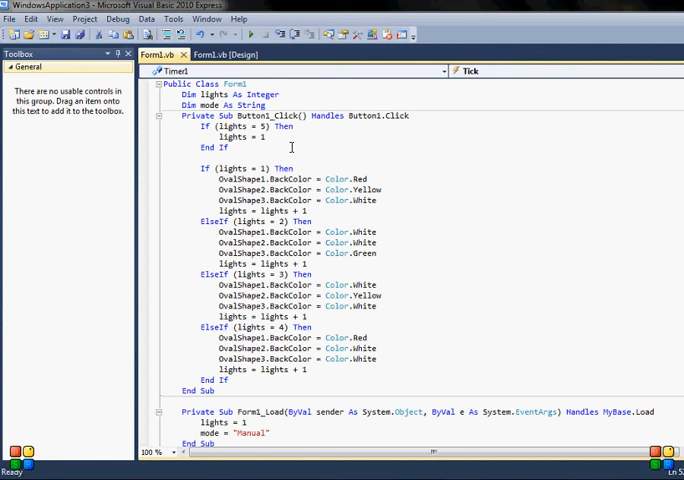 WindowsApplication3 - Microsoft Visual Basic 2010 Express
File Edit View Project Debug Data Tools Window Help
Toolbox
General
There are no usable controls in
this group. Drag an item onto
this text to add it to the toolbox.
Form1.vb Form1.vb [Design]
Timer1 Tick
Public Class Form1
Dim lights As Integer
Dim mode As String
Private Sub Button1_Click() Handles Button1.Click
If (lights = 5) Then
lights = 1
End If
If (lights = 1) Then
OvalShape1.BackColor = Color.Red
OvalShape2.BackColor = Color.Yellow
OvalShape3.BackColor = Color.White
lights = lights + 1
ElseIf (lights = 2) Then
OvalShape1.BackColor = Color.White
OvalShape2.BackColor = Color.White
OvalShape3.BackColor = Color.Green
lights = lights + 1
ElseIf (lights = 3) Then
OvalShape1.BackColor = Color.White
OvalShape2.BackColor = Color.Yellow
OvalShape3.BackColor = Color.White
lights = lights + 1
ElseIf (lights = 4) Then
OvalShape1.BackColor = Color.Red
OvalShape2.BackColor = Color.White
OvalShape3.BackColor = Color.White
lights = lights + 1
End If
End Sub
Private Sub Form1_Load(ByVal sender As System.Object, ByVal e As System.EventArgs) Handles MyBase.Load
lights = 1
mode = "Manual"
End Sub
100 %
Ready